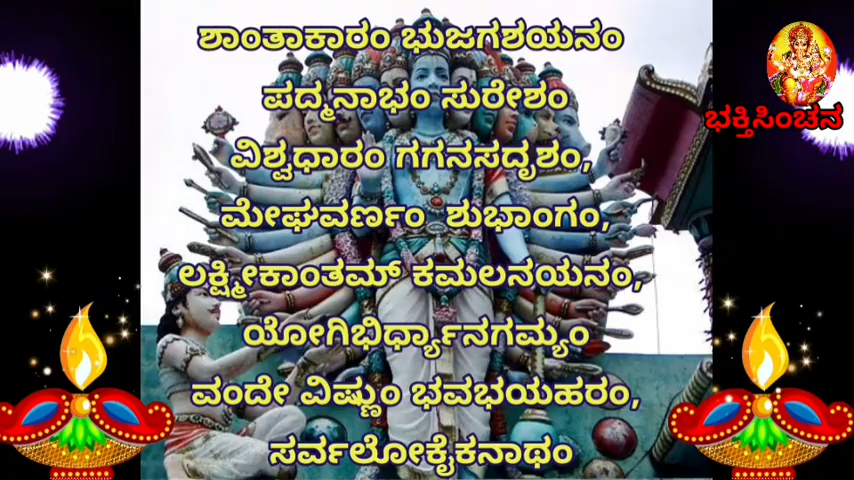 ಶಾಂತಾಕಾರಂ ಭುಜಗಶಯನಂ
ಪದ್ಮನಾಭಂ ಸುರೇಶಂ
ವಿಶ್ವಧಾರಂ ಗಗನಸದೃಶಂ,
ಮೇಘವರ್ಣಂ ಶುಭಾಂಗಂ,
ಲಕ್ಷ್ಮೀಕಾಂತಮ್ ಕಮಲನಯನಂ,
ಯೋಗಿಭಿರ್ಧ್ಯಾನಗಮ್ಯಂ
ವಂದೇ ವಿಷ್ಣುಂ ಭವಭಯಹರಂ,
ಸರ್ವಲೋಕೈಕನಾಥಂ
ಭಕ್ತಿಸಿಂಚನ